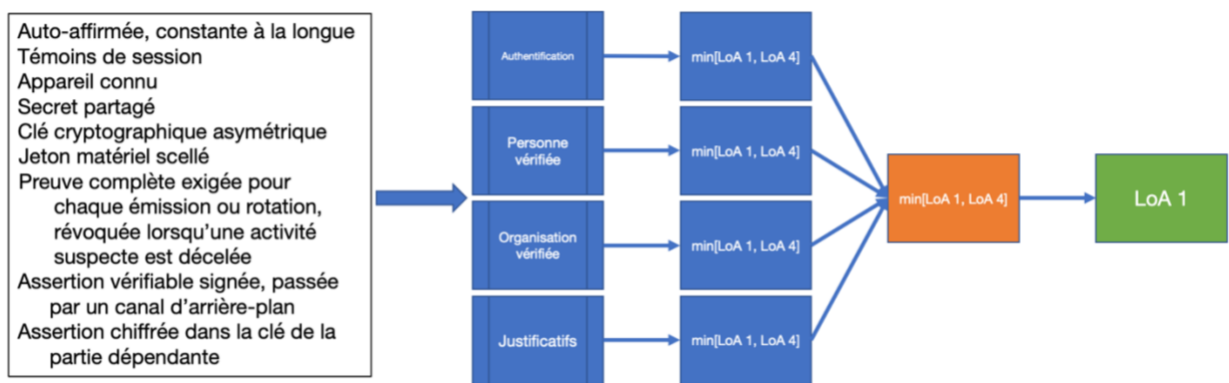 Auto-affirmée, constante à la longue
Témoins de session
Appareil connu
Secret partagé
Clé cryptographique asymétrique
Jeton matériel scellé
Preuve complète exigée pour
chaque émission ou rotation,
révoquée lorsqu'une activité
suspecte est décelée
Assertion vérifiable signée, passée
par un canal d'arrière-plan
Assertion chiffrée dans la clé de la
partie dépendante
Authentification
min[LoA 1, LoA 4]
Personne
vérifiée
min[LoA 1, LoA 4]
Organisation
vérifiée
min[LoA 1, LoA 4]
Justificatifs
min[LoA 1, LoA 4]
min[LoA 1, LoA 4]
LoA 1